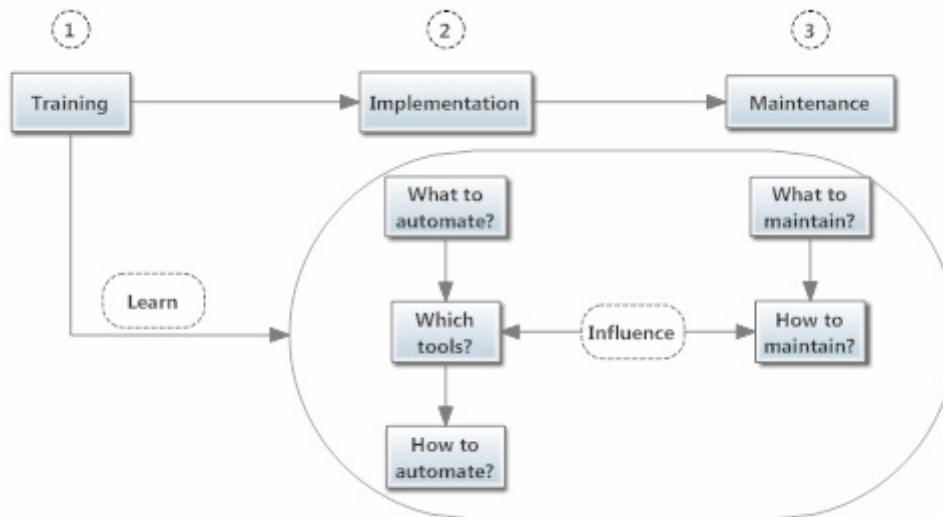 1
2
3
Training
Implementation
Maintenance
What to
automate?
What to
maintain?
Learn
Which
tools?
Influence
How to
maintain?
How to
automate?